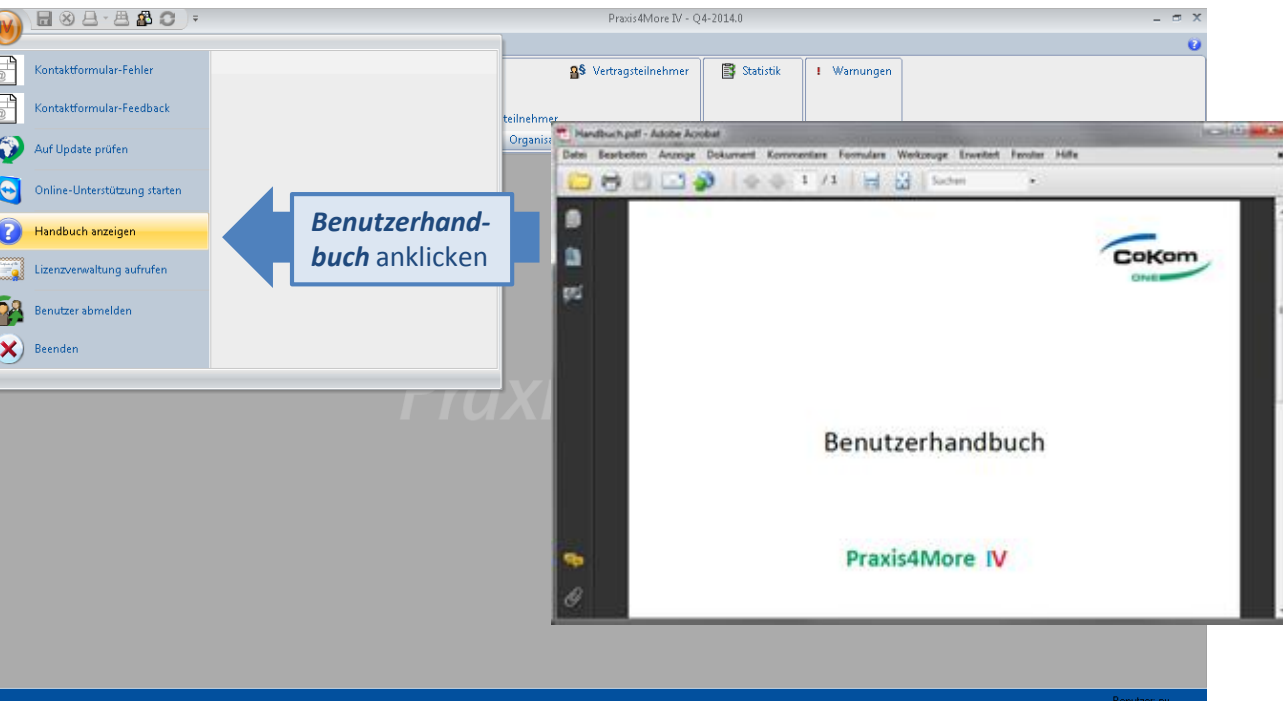 IV
Praxis4More IV - Q4-2014.0
Kontaktformular-Fehler
Kontaktformular-Feedback
Auf Update prüfen
Online-Unterstützung starten
Handbuch anzeigen
Lizenzverwaltung aufrufen
Benutzer abmelden
Beenden
§ Vertragsteilnehmer
Statistik
! Warnungen
teilnehmer
Organisa
Benutzerhand-
buch anklicken
Handbuch.pdf - Adobe Acrobat
Datei Bearbeiten Anzeige Dokument Kommentare Formulare Werkzeuge Erweitert Fenster Hilfe
1 / 1 Suchen
CoKom
ONE
Benutzerhandbuch
Praxis4More IV
Prax